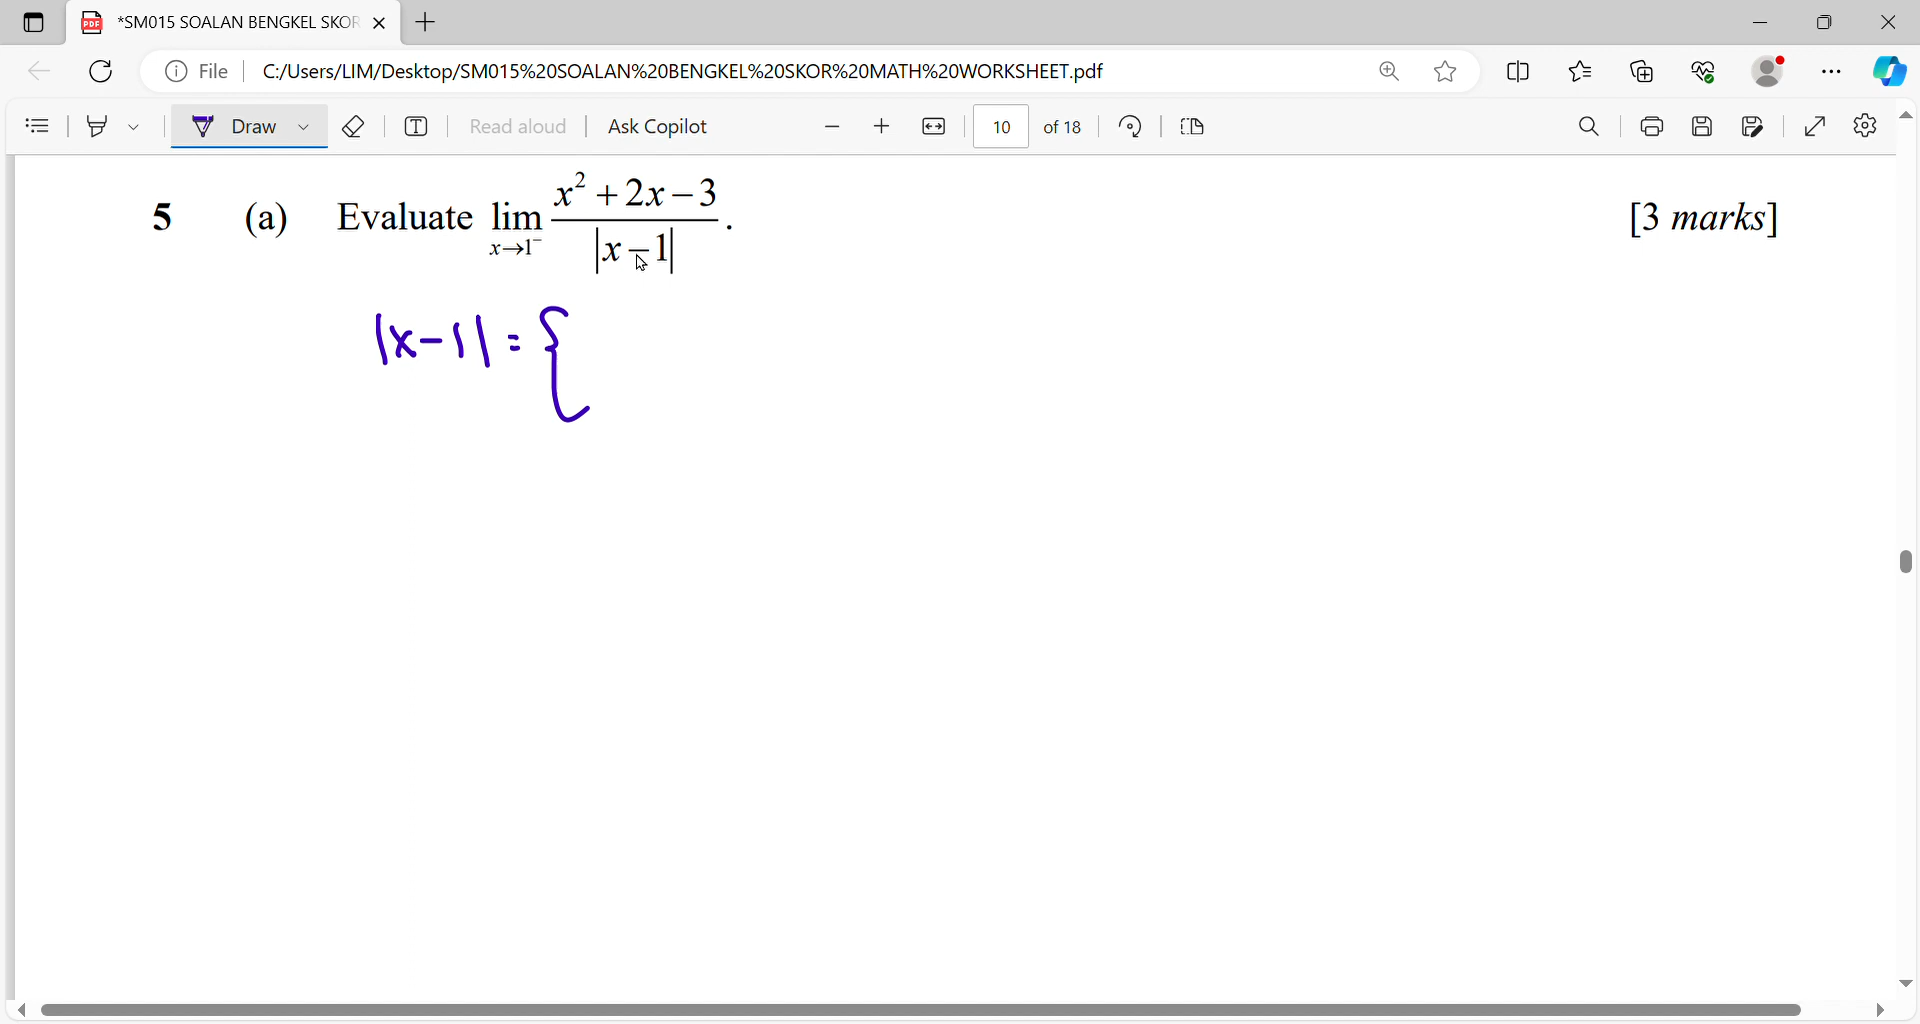 *SM015 SOALAN BENGKEL SKOR
File C:/Users/LIM/Desktop/SM015%20SOALAN%20BENGKEL%20SKOR%20MATH%20WORKSHEET.pdf
Draw Read aloud Ask Copilot 10 of 18
5 (a) Evaluate lim x→1⁻ (x² + 2x − 3)/|x − 1|. [3 marks]
|x-1| = {